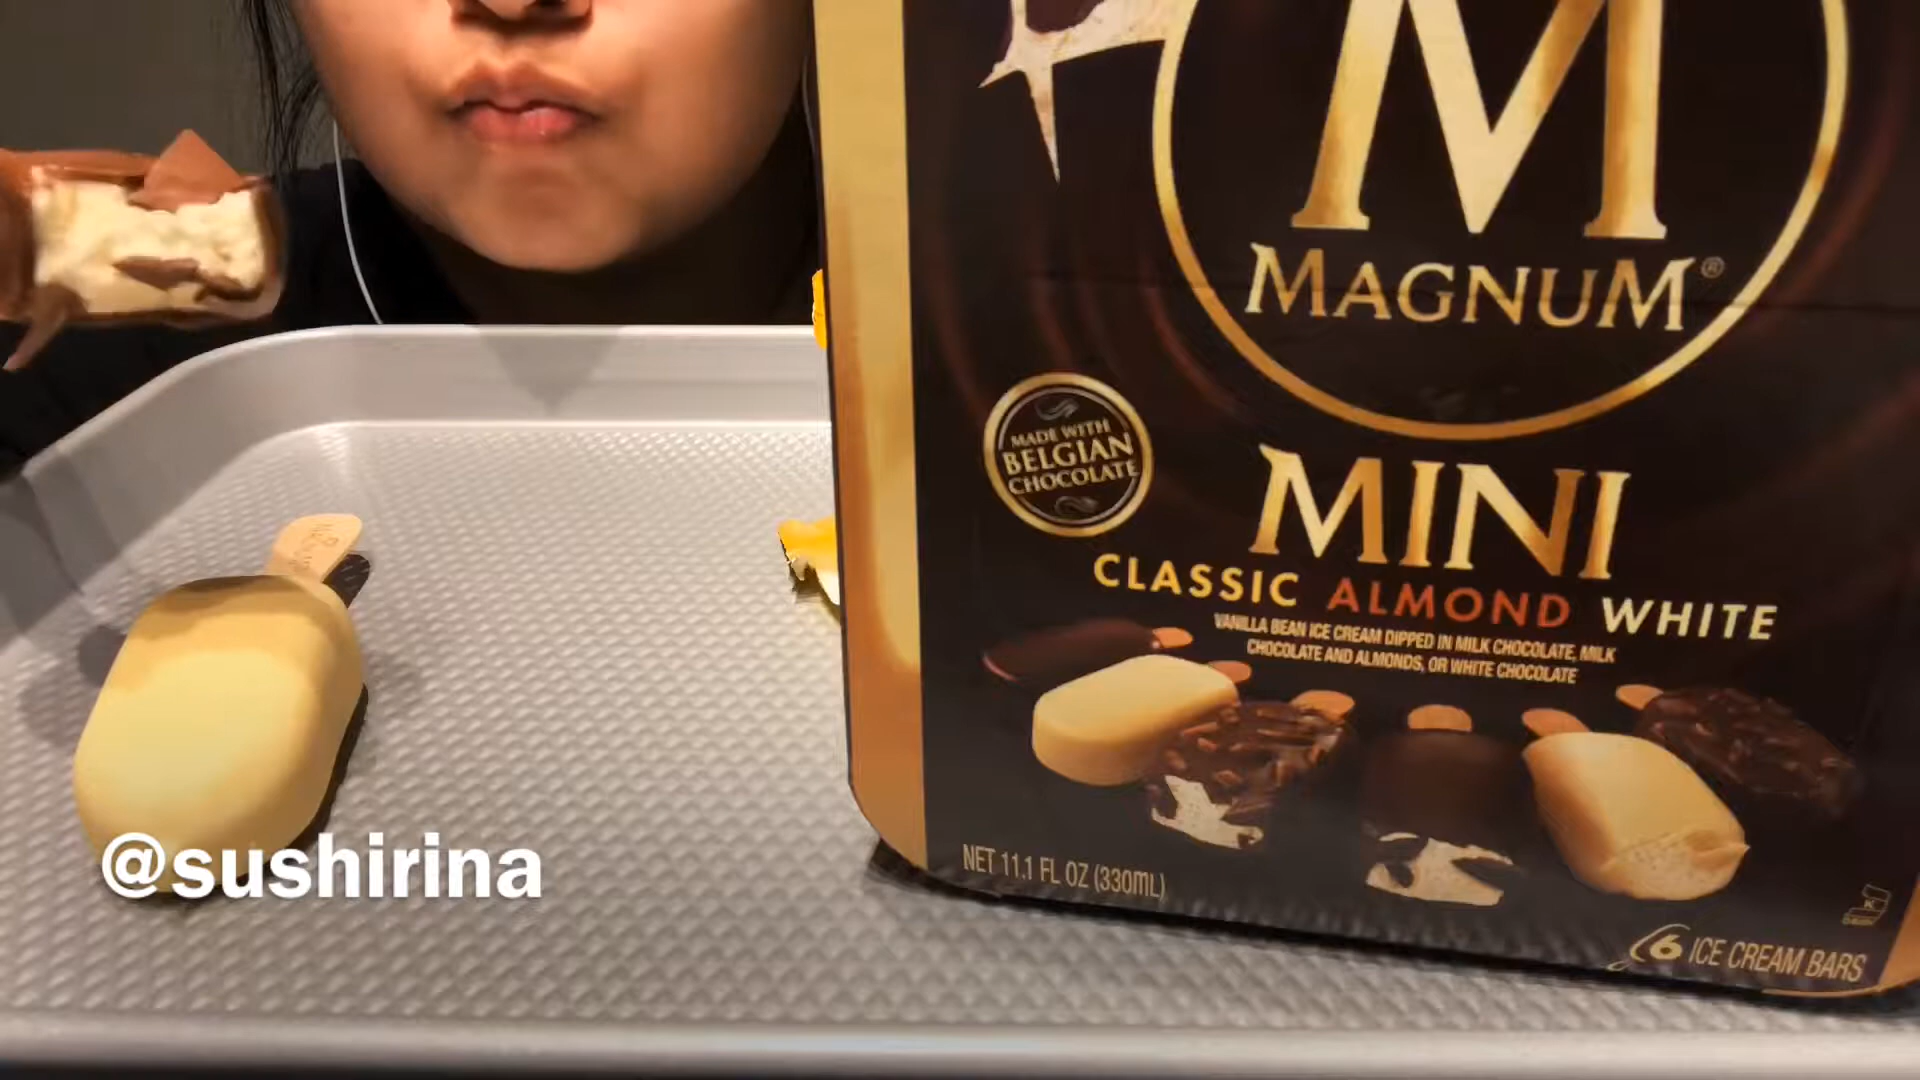 M
MAGNUM®
MADE WITH
BELGIAN
CHOCOLATE
MINI
CLASSIC ALMOND WHITE
VANILLA BEAN ICE CREAM DIPPED IN MILK CHOCOLATE, MILK
CHOCOLATE AND ALMONDS, OR WHITE CHOCOLATE
@sushirina
NET 11.1 FL OZ (330mL)
6 ICE CREAM BARS